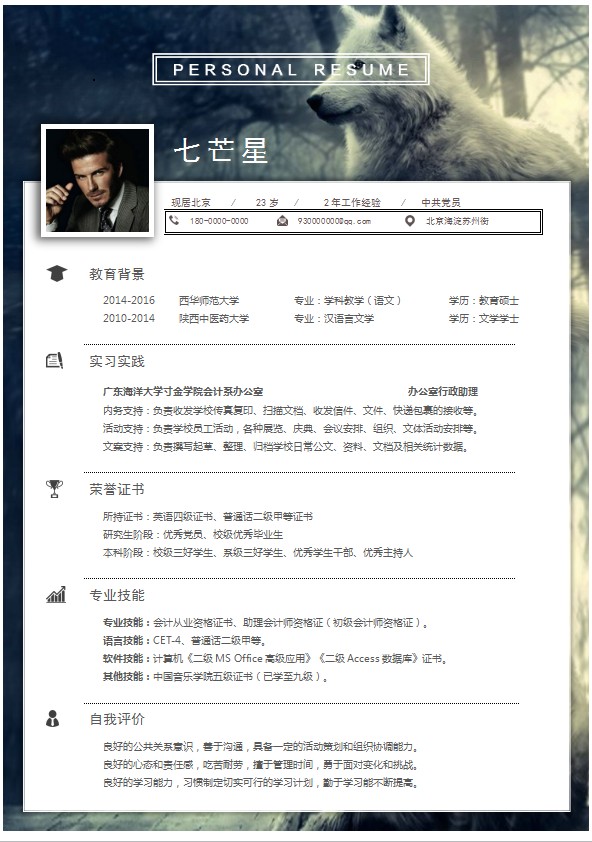 PERSONAL RESUME
七芒星
现居北京 / 23 岁 / 2 年工作经验 / 中共党员
180-0000-0000 930000000@qq.com 北京海淀苏州街
教育背景
2014-2016 西华师范大学 专业：学科教学（语文） 学历：教育硕士
2010-2014 陕西中医药大学 专业：汉语言文学 学历：文学学士
实习实践
广东海洋大学寸金学院会计系办公室 办公室行政助理
内务支持：负责收发学校传真复印、扫描文档、收发信件、文件、快递包裹的接收等。
活动支持：负责学校员工活动，各种展览、庆典、会议安排、组织、文体活动安排等。
文案支持：负责撰写起草、整理、归档学校日常公文、资料、文档及相关统计数据。
荣誉证书
所持证书：英语四级证书、普通话二级甲等证书
研究生阶段：优秀党员、校级优秀毕业生
本科阶段：校级三好学生、系级三好学生、优秀学生干部、优秀主持人
专业技能
专业技能：会计从业资格证书、助理会计师资格证（初级会计师资格证）。
语言技能：CET-4、普通话二级甲等。
软件技能：计算机《二级 MS Office 高级应用》《二级 Access 数据库》证书。
其他技能：中国音乐学院五级证书（已学至九级）。
自我评价
良好的公共关系意识，善于沟通，具备一定的活动策划和组织协调能力。
良好的心态和责任感，吃苦耐劳，擅于管理时间，勇于面对变化和挑战。
良好的学习能力，习惯制定切实可行的学习计划，勤于学习能不断提高。